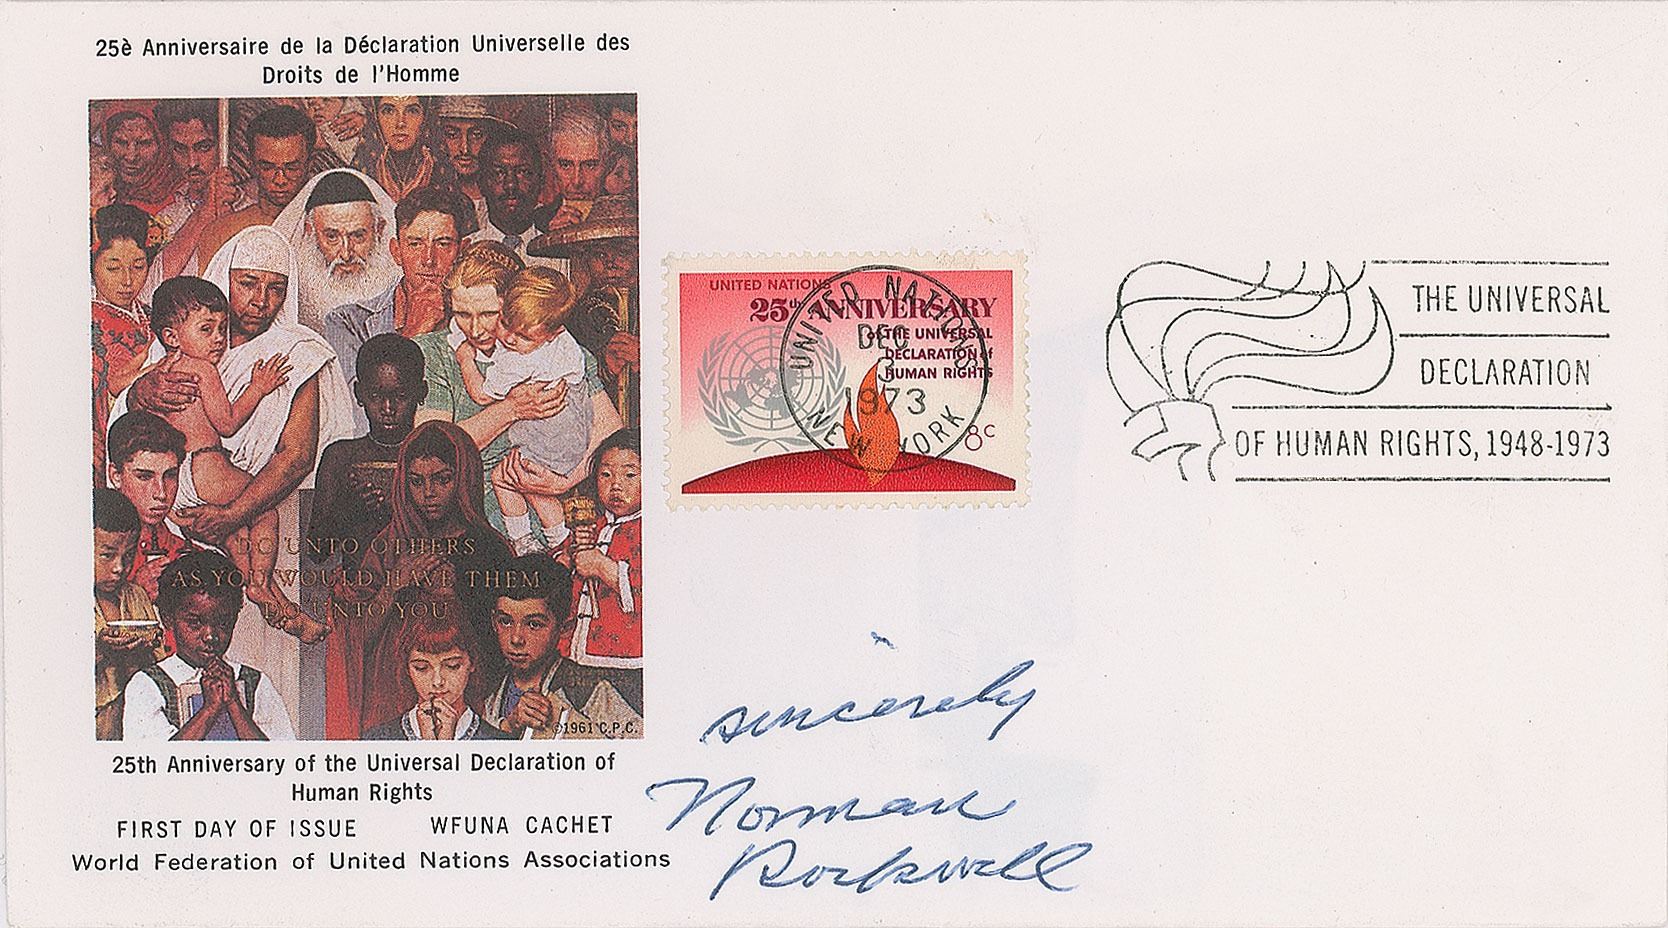 25è Anniversaire de la Déclaration Universelle des
Droits de l'Homme
DO UNTO OTHERS
AS YOU WOULD HAVE THEM
DO UNTO YOU
©1961 C.P.C.
25th Anniversary of the Universal Declaration of
Human Rights
FIRST DAY OF ISSUE WFUNA CACHET
World Federation of United Nations Associations
UNITED NATIONS
25th ANNIVERSARY
OF THE UNIVERSAL
DECLARATION of
HUMAN RIGHTS
8c
UNITED NATIONS
DEC
1973
NEW YORK
THE UNIVERSAL
DECLARATION
OF HUMAN RIGHTS, 1948-1973
sincerely
Norman
Rockwell